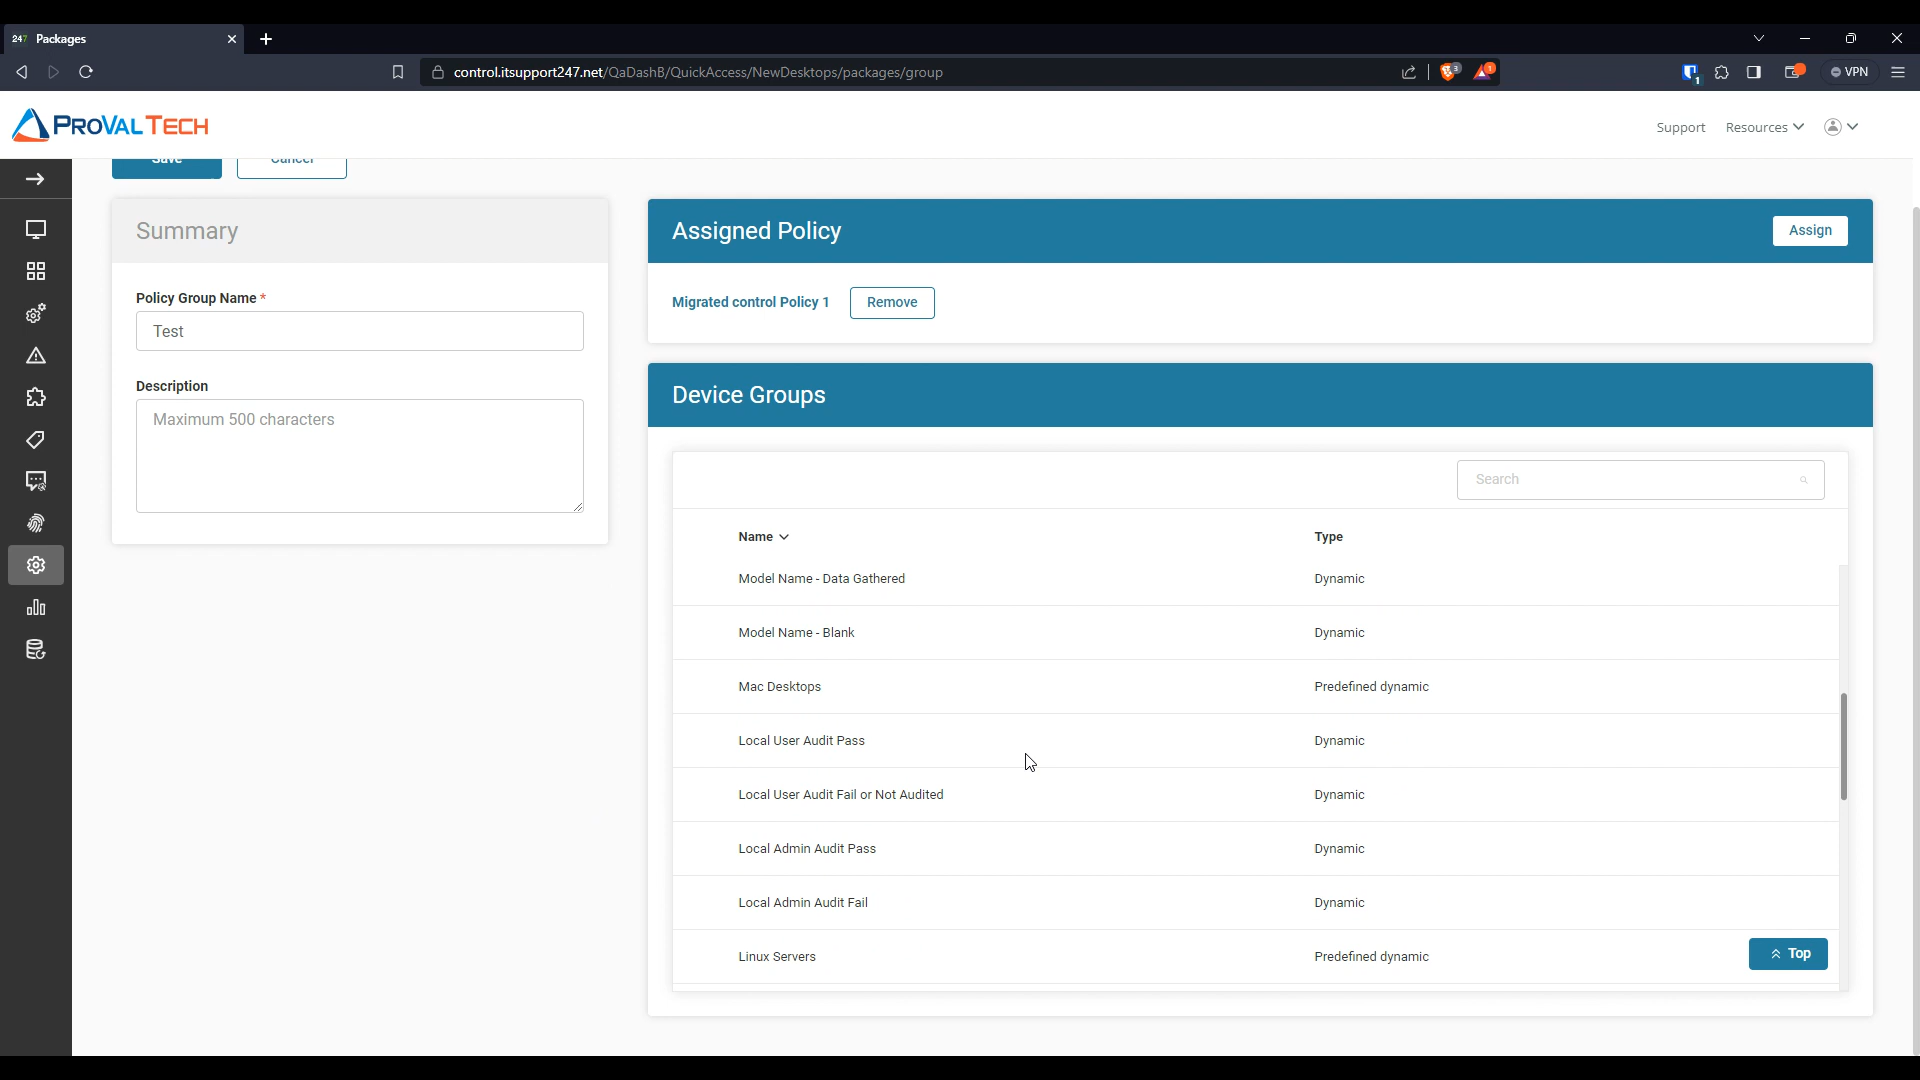 247 Packages
control.itsupport247.net/QaDashB/QuickAccess/NewDesktops/packages/group
3
1
1
VPN
PROVAL TECH
Support
Resources
Save
Cancel
Summary
Policy Group Name *
Test
Description
Maximum 500 characters
Assigned Policy
Assign
Migrated control Policy 1
Remove
Device Groups
Search
Name
Type
Model Name - Data Gathered
Dynamic
Model Name - Blank
Dynamic
Mac Desktops
Predefined dynamic
Local User Audit Pass
Dynamic
Local User Audit Fail or Not Audited
Dynamic
Local Admin Audit Pass
Dynamic
Local Admin Audit Fail
Dynamic
Linux Servers
Predefined dynamic
Top